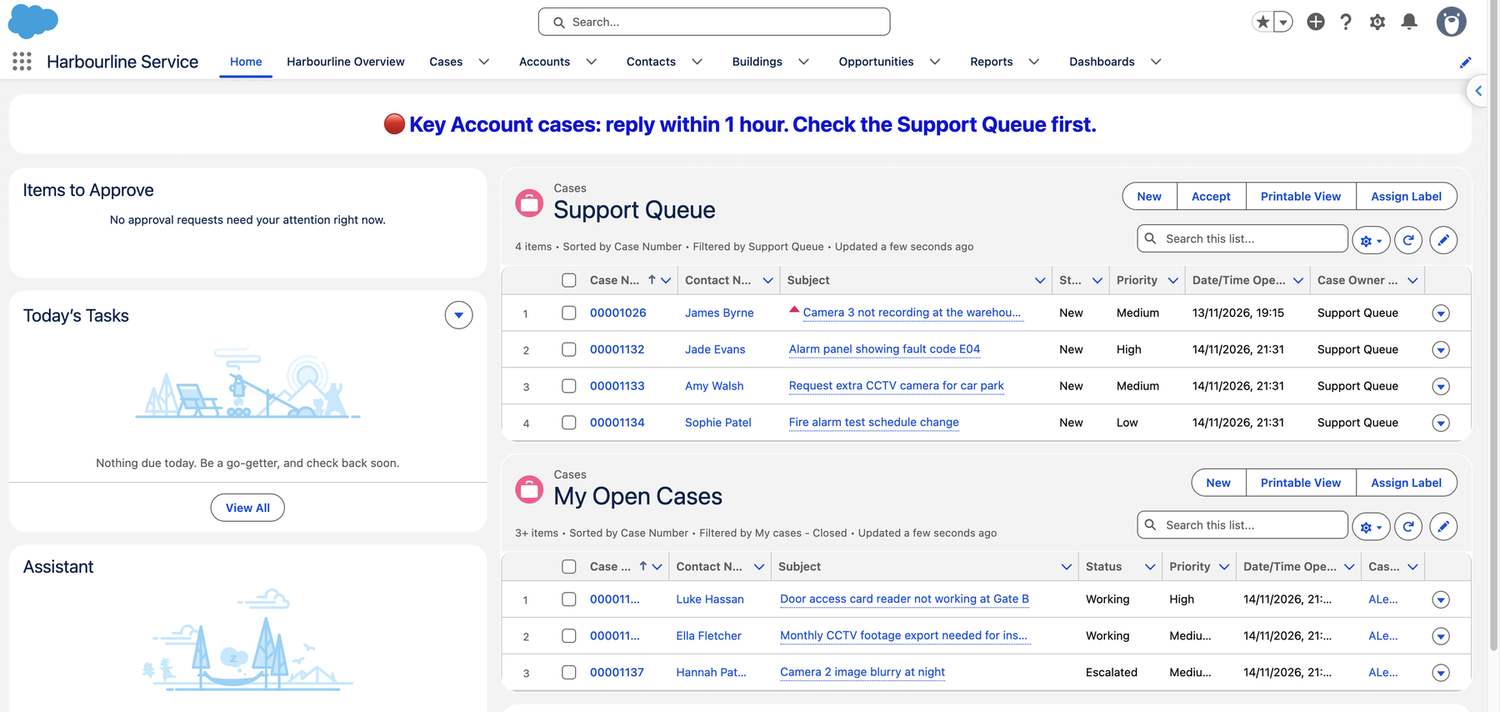 Search...
Harbourline Service Home Harbourline Overview Cases Accounts Contacts Buildings Opportunities Reports Dashboards
Key Account cases: reply within 1 hour. Check the Support Queue first.
Items to Approve
No approval requests need your attention right now.
Today's Tasks
Nothing due today. Be a go-getter, and check back soon.
View All
Assistant
z
Cases
Support Queue
New Accept Printable View Assign Label
4 items • Sorted by Case Number • Filtered by Support Queue • Updated a few seconds ago
Search this list...
Case N... Contact N... Subject St... Priority Date/Time Ope... Case Owner ...
1 00001026 James Byrne Camera 3 not recording at the warehou... New Medium 13/11/2026, 19:15 Support Queue
2 00001132 Jade Evans Alarm panel showing fault code E04 New High 14/11/2026, 21:31 Support Queue
3 00001133 Amy Walsh Request extra CCTV camera for car park New Medium 14/11/2026, 21:31 Support Queue
4 00001134 Sophie Patel Fire alarm test schedule change New Low 14/11/2026, 21:31 Support Queue
Cases
My Open Cases
New Printable View Assign Label
3+ items • Sorted by Case Number • Filtered by My cases - Closed • Updated a few seconds ago
Search this list...
Case ... Contact N... Subject Status Priority Date/Time Ope... Cas...
1 000011... Luke Hassan Door access card reader not working at Gate B Working High 14/11/2026, 21:... ALe...
2 000011... Ella Fletcher Monthly CCTV footage export needed for ins... Working Mediu... 14/11/2026, 21:... ALe...
3 00001137 Hannah Pat... Camera 2 image blurry at night Escalated Mediu... 14/11/2026, 21:... ALe...